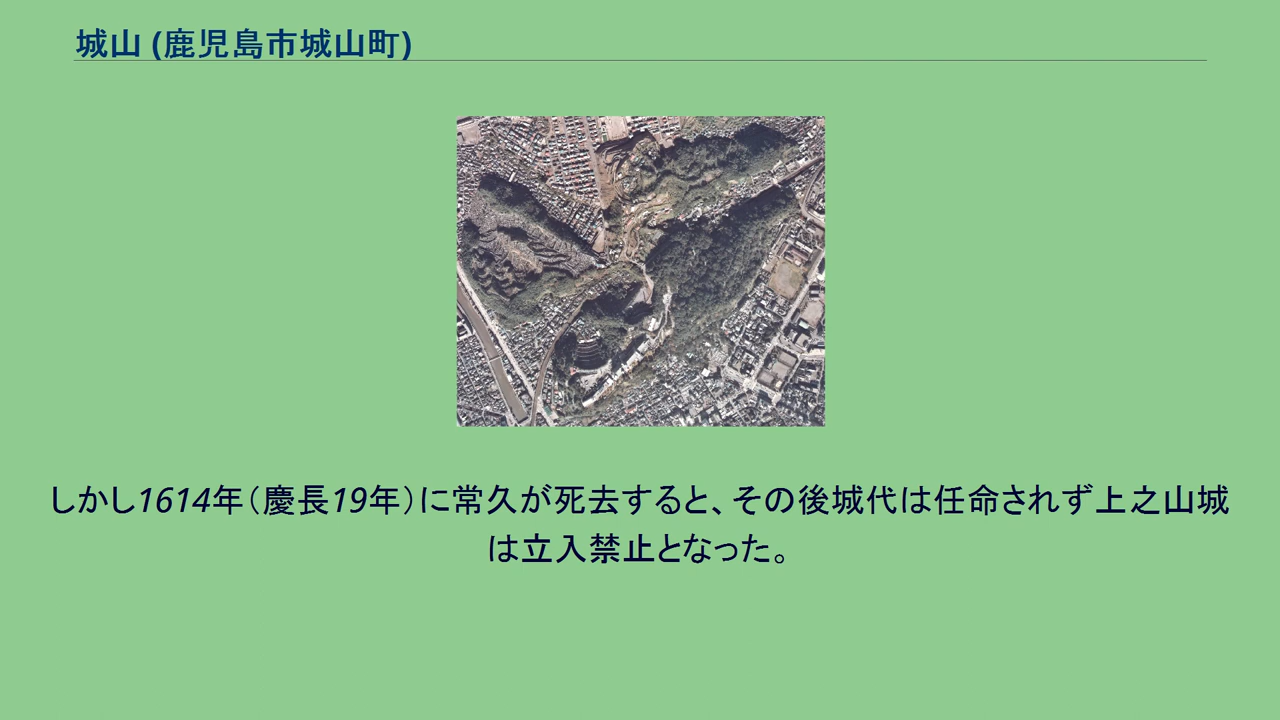 城山 (鹿児島市城山町)
しかし1614年（慶長19年）に常久が死去すると、その後城代は任命されず上之山城
は立入禁止となった。